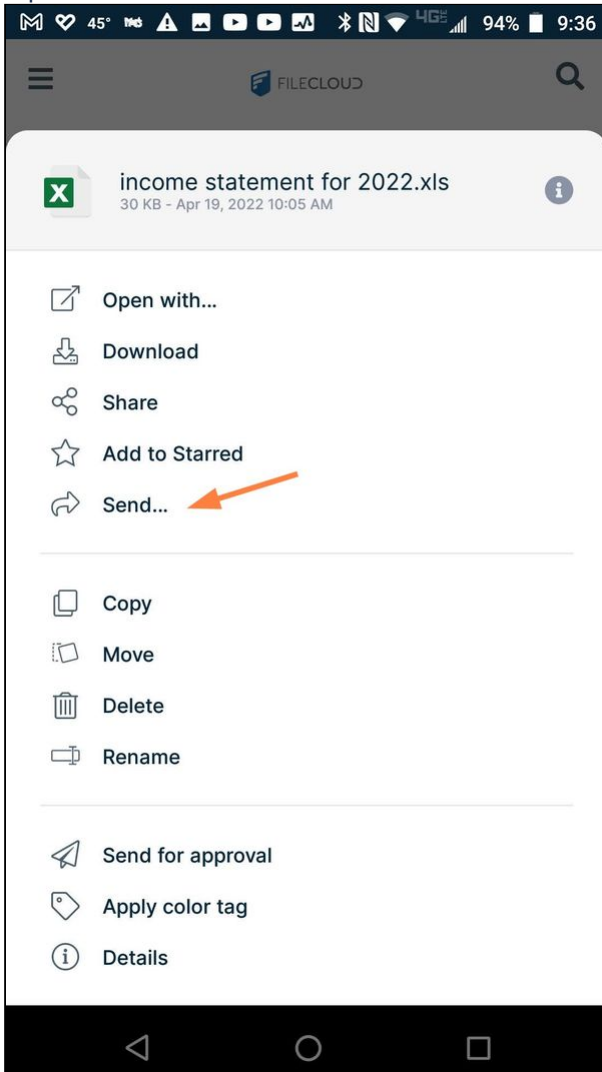 45° 4GE 94% 9:36
FILECLOUD
income statement for 2022.xls
30 KB - Apr 19, 2022 10:05 AM
Open with...
Download
Share
Add to Starred
Send...
Copy
Move
Delete
Rename
Send for approval
Apply color tag
Details